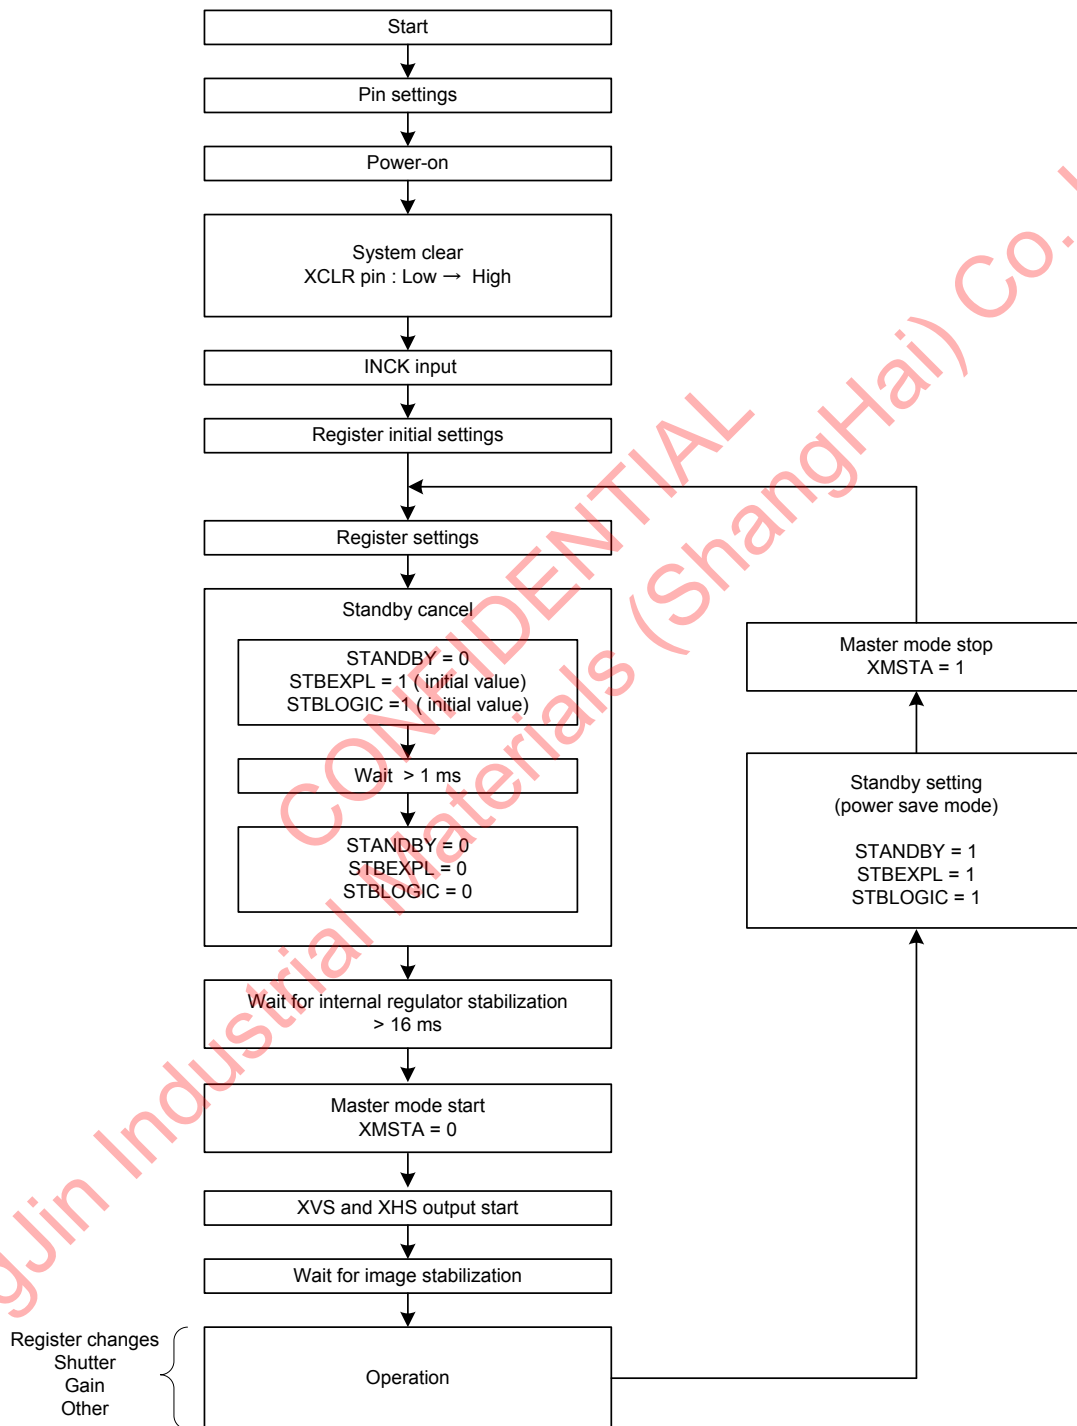 Start
Pin settings
Power-on
System clear
XCLR pin : Low → High
INCK input
Register initial settings
Register settings
Standby cancel
STANDBY = 0
STBEXPL = 1 ( initial value)
STBLOGIC =1 ( initial value)
Wait > 1 ms
STANDBY = 0
STBEXPL = 0
STBLOGIC = 0
Wait for internal regulator stabilization
> 16 ms
Master mode start
XMSTA = 0
XVS and XHS output start
Wait for image stabilization
Operation
Register changes
Shutter
Gain
Other
Master mode stop
XMSTA = 1
Standby setting
(power save mode)
STANDBY = 1
STBEXPL = 1
STBLOGIC = 1
CONFIDENTIAL
gJin Industrial Materials (ShangHai) Co.